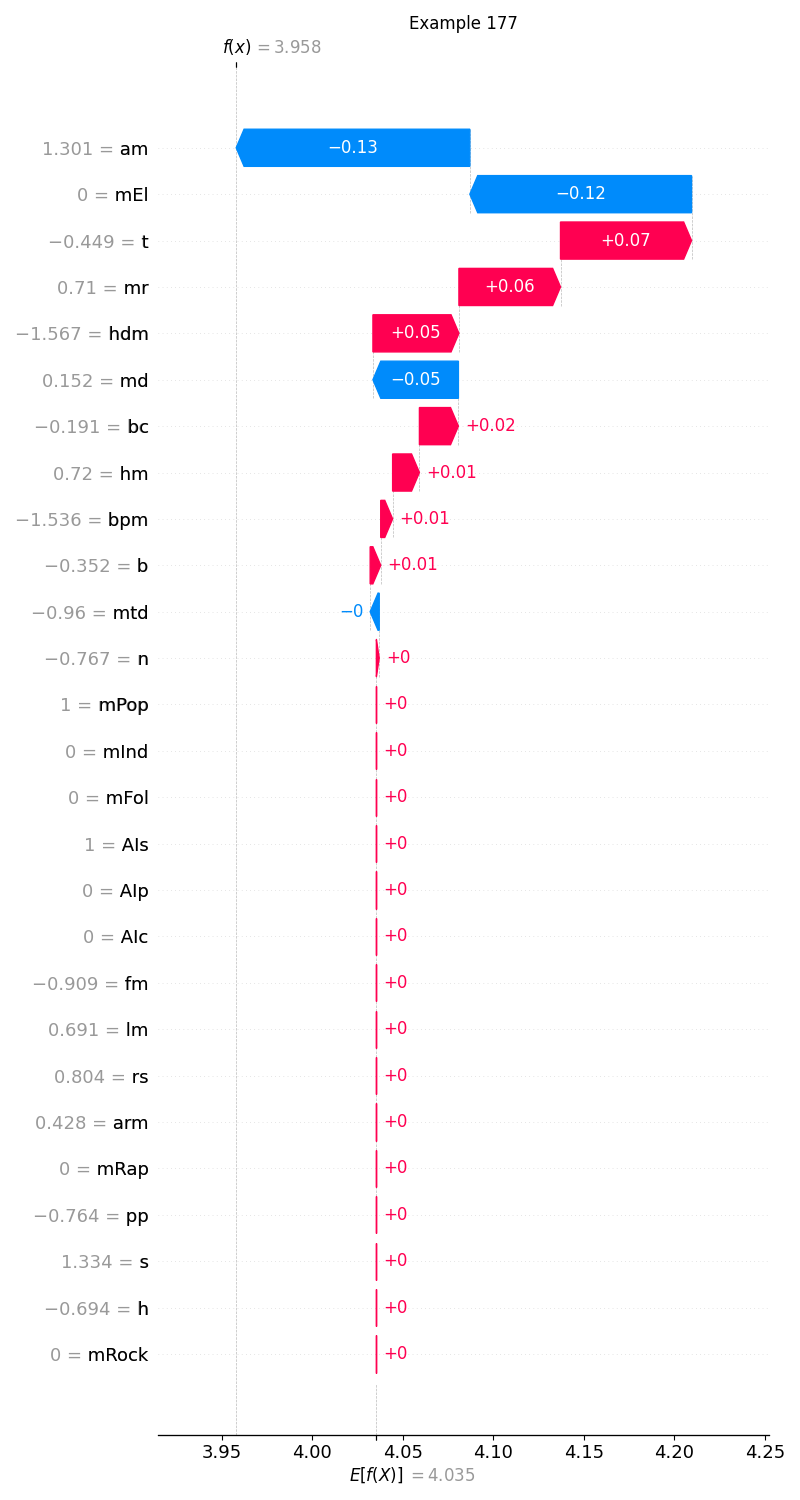 Example 177
f(x) = 3.958
1.301 = am
−0.13
0 = mEl
−0.12
−0.449 = t
+0.07
0.71 = mr
+0.06
−1.567 = hdm
+0.05
0.152 = md
−0.05
−0.191 = bc
+0.02
0.72 = hm
+0.01
−1.536 = bpm
+0.01
−0.352 = b
+0.01
−0.96 = mtd
−0
−0.767 = n
+0
1 = mPop
+0
0 = mInd
+0
0 = mFol
+0
1 = AIs
+0
0 = AIp
+0
0 = AIc
+0
−0.909 = fm
+0
0.691 = lm
+0
0.804 = rs
+0
0.428 = arm
+0
0 = mRap
+0
−0.764 = pp
+0
1.334 = s
+0
−0.694 = h
+0
0 = mRock
+0
3.95 4.00 4.05 4.10 4.15 4.20 4.25
E[f(X)] = 4.035